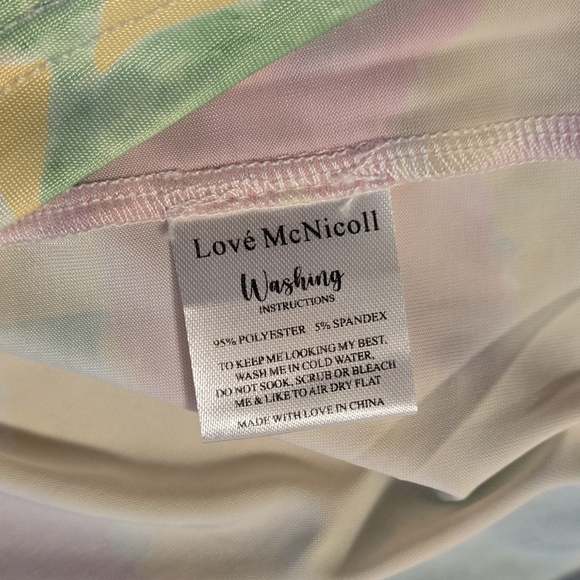 Lové McNicoll
Washing
INSTRUCTIONS
95% POLYESTER 5% SPANDEX
TO KEEP ME LOOKING MY BEST.
WASH ME IN COLD WATER.
DO NOT SOOK, SCRUB OR BLEACH
ME & LIKE TO AIR DRY FLAT
MADE WITH LOVE IN CHINA